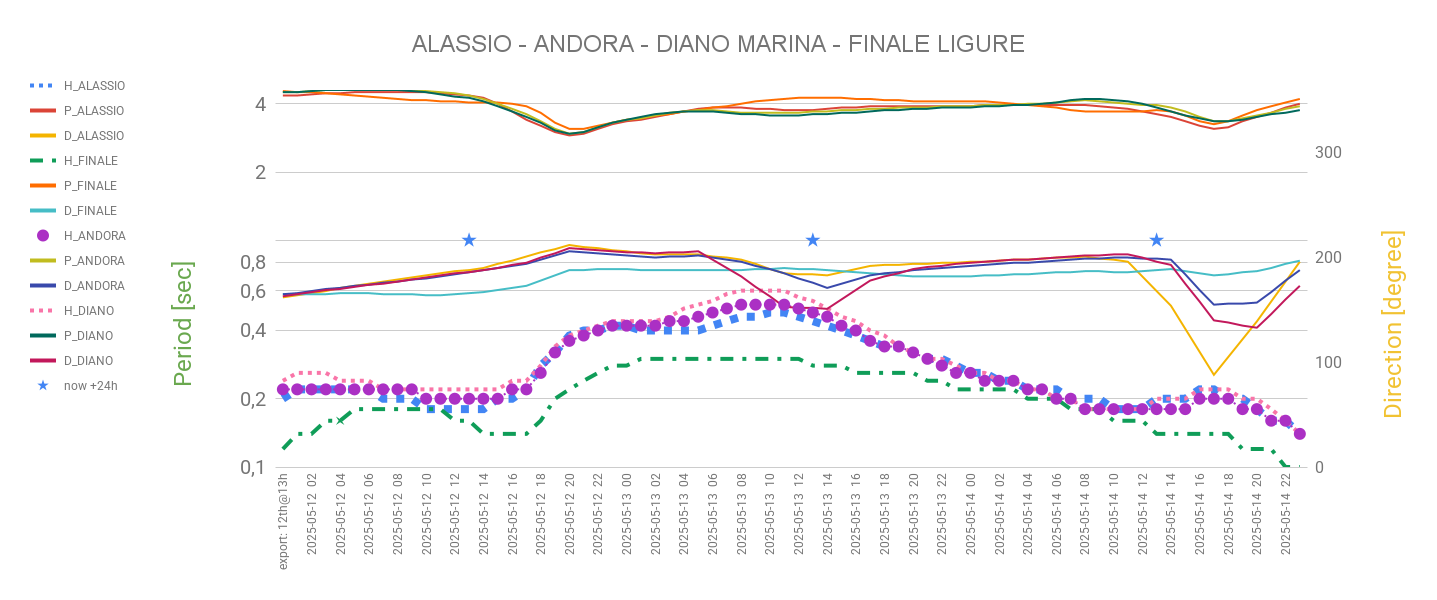 ALASSIO - ANDORA - DIANO MARINA - FINALE LIGURE
H_ALASSIO
P_ALASSIO
D_ALASSIO
H_FINALE
P_FINALE
D_FINALE
H_ANDORA
P_ANDORA
D_ANDORA
H_DIANO
P_DIANO
D_DIANO
now +24h
Period [sec]
4
2
0,8
0,6
0,4
0,2
0,1
300
200
100
0
Direction [degree]
export: 12th@13h
2025-05-12 02
2025-05-12 04
2025-05-12 06
2025-05-12 08
2025-05-12 10
2025-05-12 12
2025-05-12 14
2025-05-12 16
2025-05-12 18
2025-05-12 20
2025-05-12 22
2025-05-13 00
2025-05-13 02
2025-05-13 04
2025-05-13 06
2025-05-13 08
2025-05-13 10
2025-05-13 12
2025-05-13 14
2025-05-13 16
2025-05-13 18
2025-05-13 20
2025-05-13 22
2025-05-14 00
2025-05-14 02
2025-05-14 04
2025-05-14 06
2025-05-14 08
2025-05-14 10
2025-05-14 12
2025-05-14 14
2025-05-14 16
2025-05-14 18
2025-05-14 20
2025-05-14 22